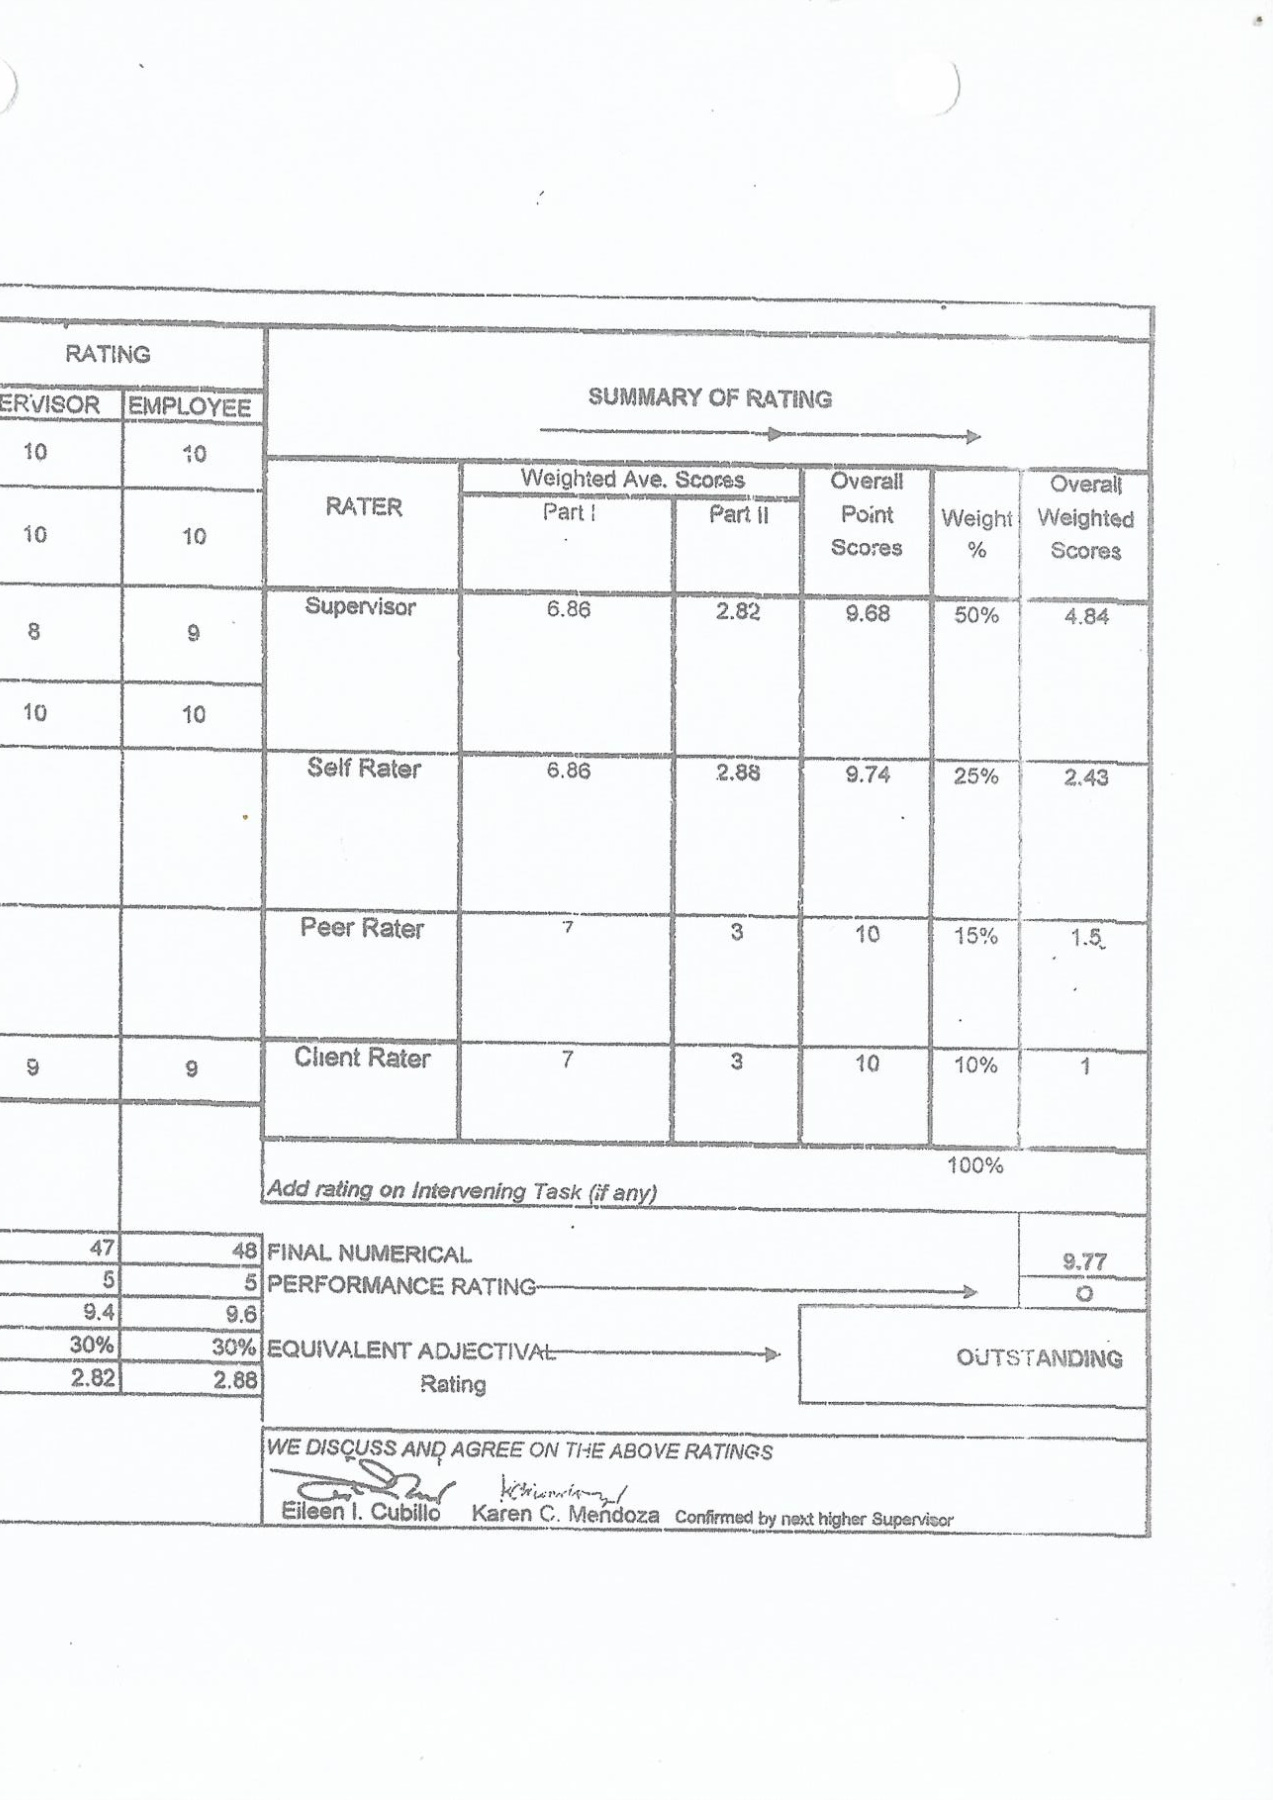 RATING
SUMMARY OF RATING
ERVISOR EMPLOYEE
10 10
RATER Weighted Ave. Scores Overall Point Scores Weight % Overall Weighted Scores
Part I Part II
10 10
Supervisor 6.86 2.82 9.68 50% 4.84
8 9
10 10
Self Rater 6.86 2.88 9.74 25% 2.43
Peer Rater 7 3 10 15% 1.5
9 9
Client Rater 7 3 10 10% 1
100%
Add rating on Intervening Task (if any)
47 48 FINAL NUMERICAL 9.77
5 5 PERFORMANCE RATING O
9.4 9.6
30% 30% EQUIVALENT ADJECTIVAL OUTSTANDING
2.82 2.88 Rating
WE DISCUSS AND AGREE ON THE ABOVE RATINGS
Eileen I. Cubillo Karen C. Mendoza Confirmed by next higher Supervisor